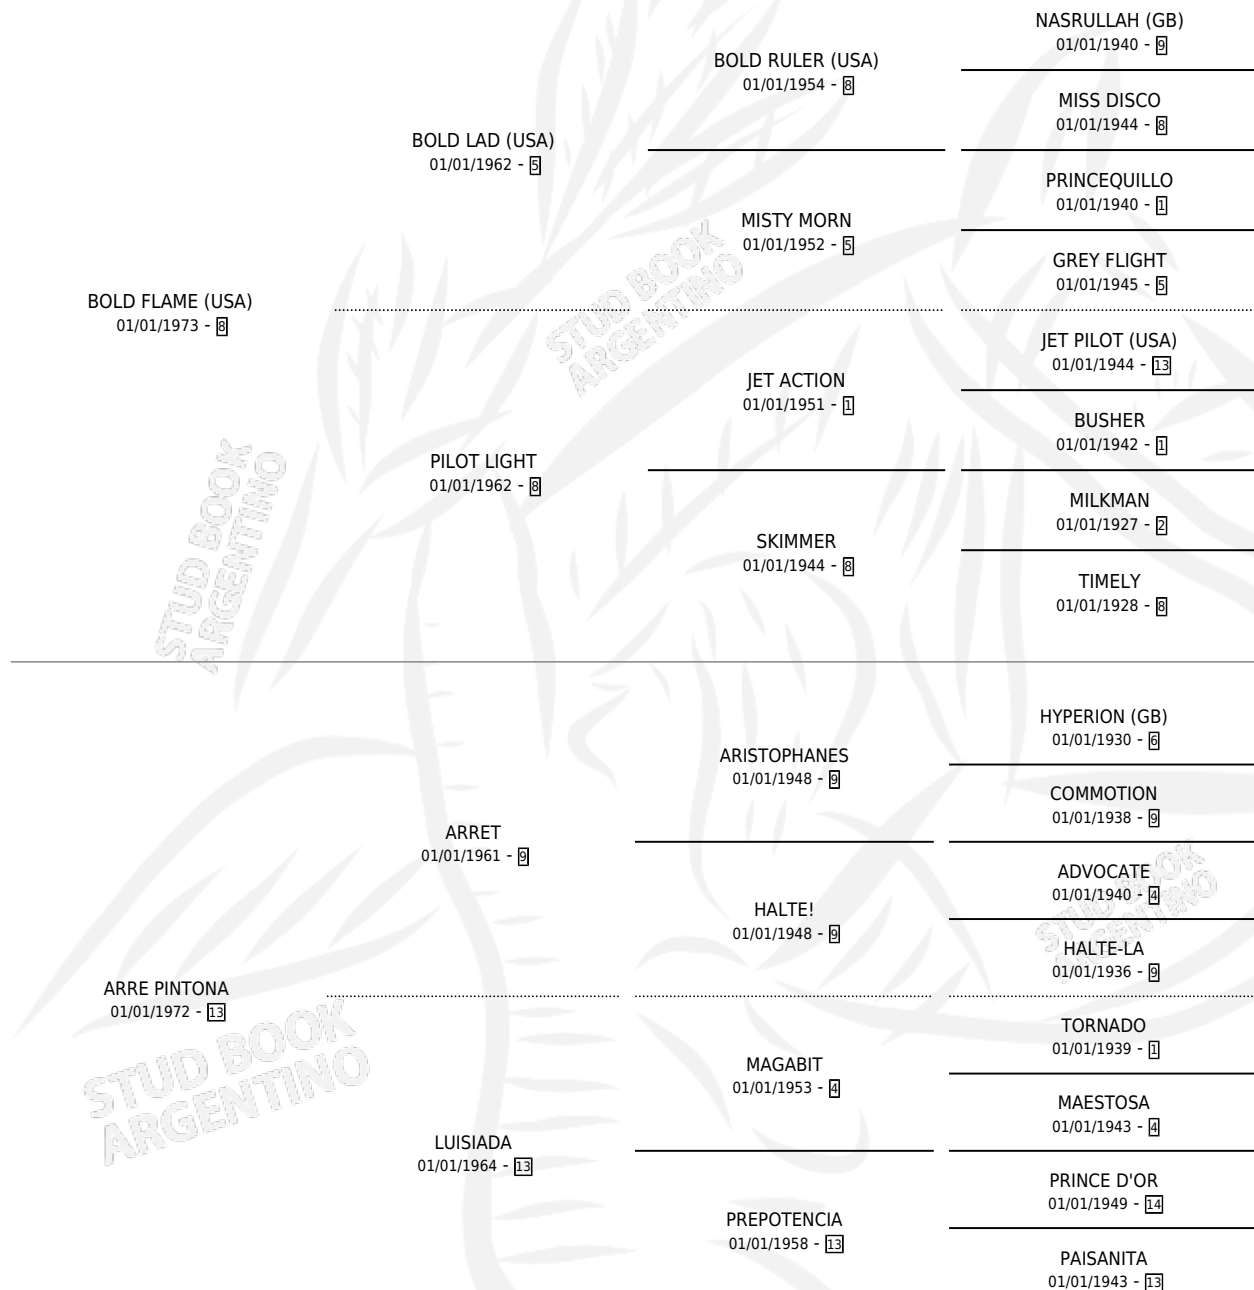 NASRULLAH (GB)
01/01/1940 - 9
BOLD RULER (USA)
01/01/1954 - 8
MISS DISCO
01/01/1944 - 8
BOLD LAD (USA)
01/01/1962 - 5
PRINCEQUILLO
01/01/1940 - 1
MISTY MORN
01/01/1952 - 5
GREY FLIGHT
01/01/1945 - 5
BOLD FLAME (USA)
01/01/1973 - 8
JET PILOT (USA)
01/01/1944 - 13
JET ACTION
01/01/1951 - 1
BUSHER
01/01/1942 - 1
PILOT LIGHT
01/01/1962 - 8
MILKMAN
01/01/1927 - 2
SKIMMER
01/01/1944 - 8
TIMELY
01/01/1928 - 8
HYPERION (GB)
01/01/1930 - 6
ARISTOPHANES
01/01/1948 - 9
COMMOTION
01/01/1938 - 9
ARRET
01/01/1961 - 9
ADVOCATE
01/01/1940 - 4
HALTE!
01/01/1948 - 9
HALTE-LA
01/01/1936 - 9
ARRE PINTONA
01/01/1972 - 13
TORNADO
01/01/1939 - 1
MAGABIT
01/01/1953 - 4
MAESTOSA
01/01/1943 - 4
LUISIADA
01/01/1964 - 13
PRINCE D'OR
01/01/1949 - 14
PREPOTENCIA
01/01/1958 - 13
PAISANITA
01/01/1943 - 13
STUD BOOK
ARGENTINO
STUD BOOK
ARGENTINO
STUD BOOK
ARGENTINO
STUD BOOK
ARGENTINO